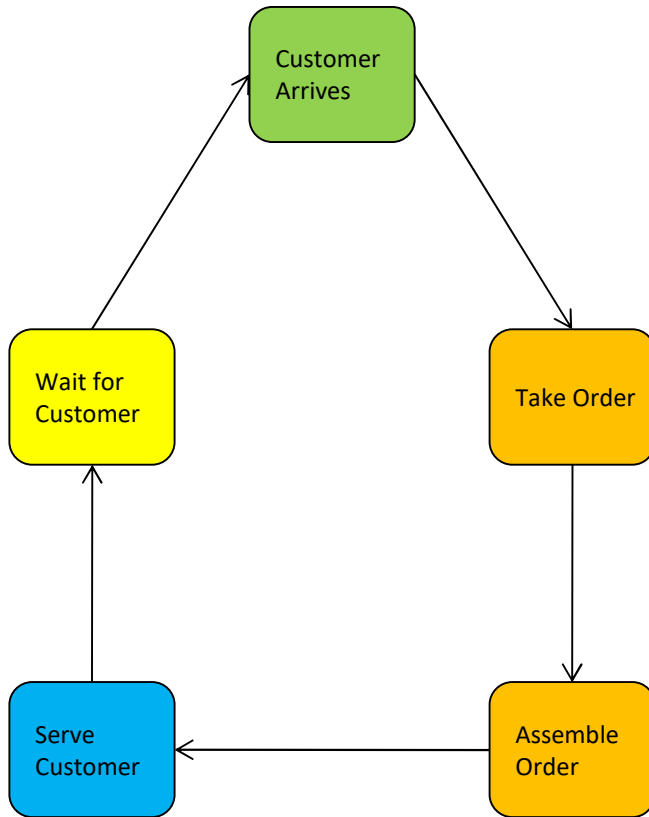 Customer
Arrives
Wait for
Customer
Take Order
Serve
Customer
Assemble
Order